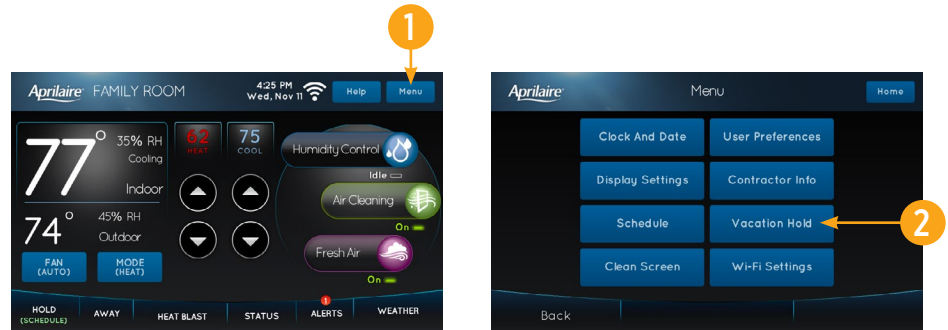 1
Aprilaire FAMILY ROOM 4:25 PM Wed, Nov 11 Help Menu
77° 35% RH
Cooling
Indoor
74° 45% RH
Outdoor
FAN
(AUTO)
MODE
(HEAT)
62
HEAT
75
COOL
Humidity Control
Idle
Air Cleaning
On
Fresh Air
On
HOLD
(SCHEDULE)
AWAY
HEAT BLAST
STATUS
1
ALERTS
WEATHER
Aprilaire Menu Home
Clock And Date User Preferences
Display Settings Contractor Info
Schedule Vacation Hold
2
Clean Screen Wi-Fi Settings
Back